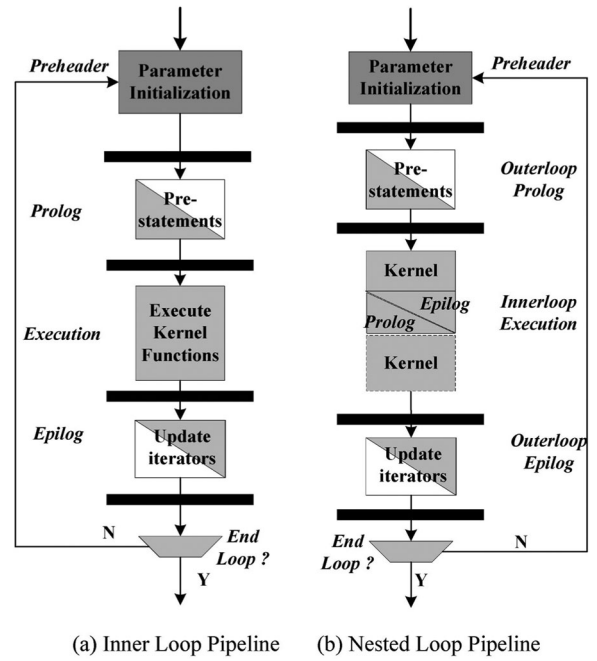 Preheader
Parameter
Initialization
Prolog
Pre-
statements
Execution
Execute
Kernel
Functions
Epilog
Update
iterators
N
End
Loop ?
Y
(a) Inner Loop Pipeline
Parameter
Initialization
Preheader
Pre-
statements
Outerloop
Prolog
Kernel
Epilog
Prolog
Kernel
Innerloop
Execution
Update
iterators
Outerloop
Epilog
End
Loop ?
N
Y
(b) Nested Loop Pipeline